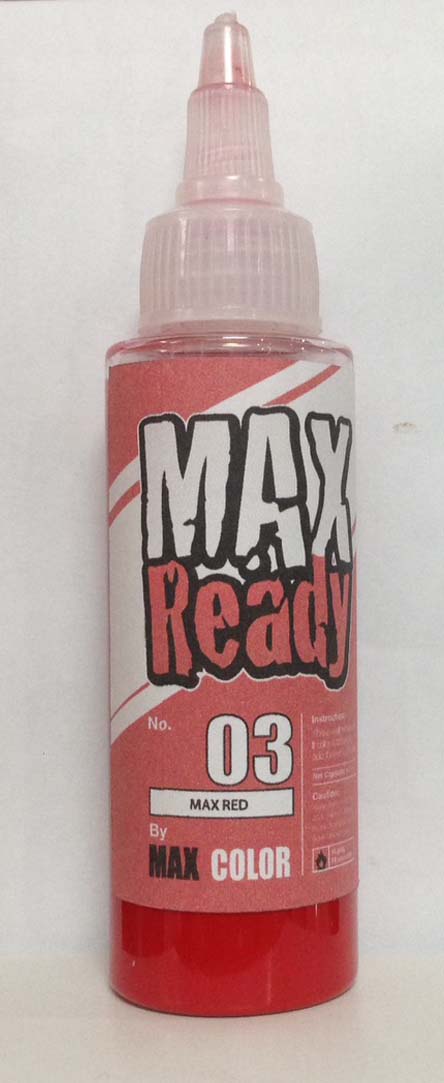 MAX
Ready
No. 03
MAX RED
By
MAX COLOR
Instruction:
Caution: